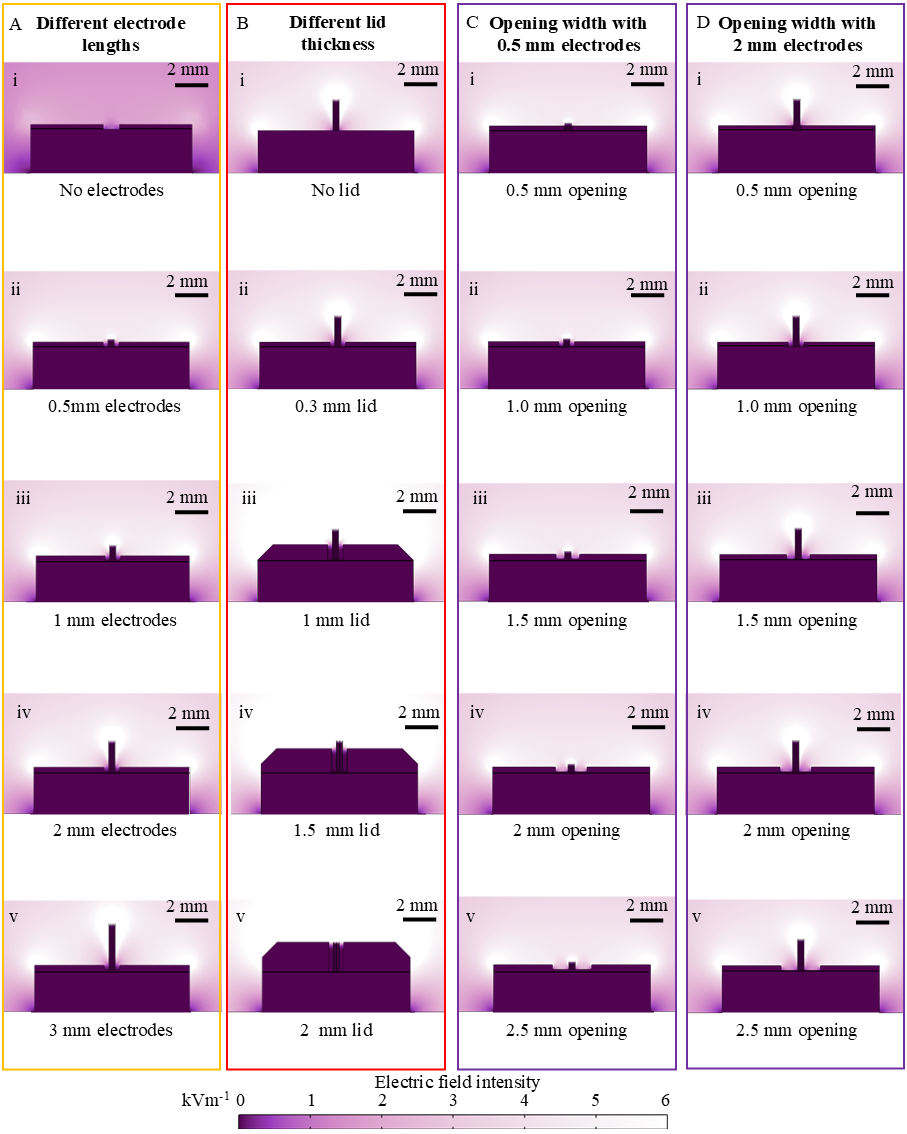 A Different electrode
lengths
i
2 mm
No electrodes
ii
2 mm
0.5mm electrodes
iii
2 mm
1 mm electrodes
iv
2 mm
2 mm electrodes
v
2 mm
3 mm electrodes
B Different lid
thickness
i
2 mm
No lid
ii
2 mm
0.3 mm lid
iii
2 mm
1 mm lid
iv
2 mm
1.5 mm lid
v
2 mm
2 mm lid
C Opening width with
0.5 mm electrodes
i
2 mm
0.5 mm opening
ii
2 mm
1.0 mm opening
iii
2 mm
1.5 mm opening
iv
2 mm
2 mm opening
v
2 mm
2.5 mm opening
D Opening width with
2 mm electrodes
i
2 mm
0.5 mm opening
ii
2 mm
1.0 mm opening
iii
2 mm
1.5 mm opening
iv
2 mm
2 mm opening
v
2 mm
2.5 mm opening
Electric field intensity
kVm⁻¹ 0 1 2 3 4 5 6